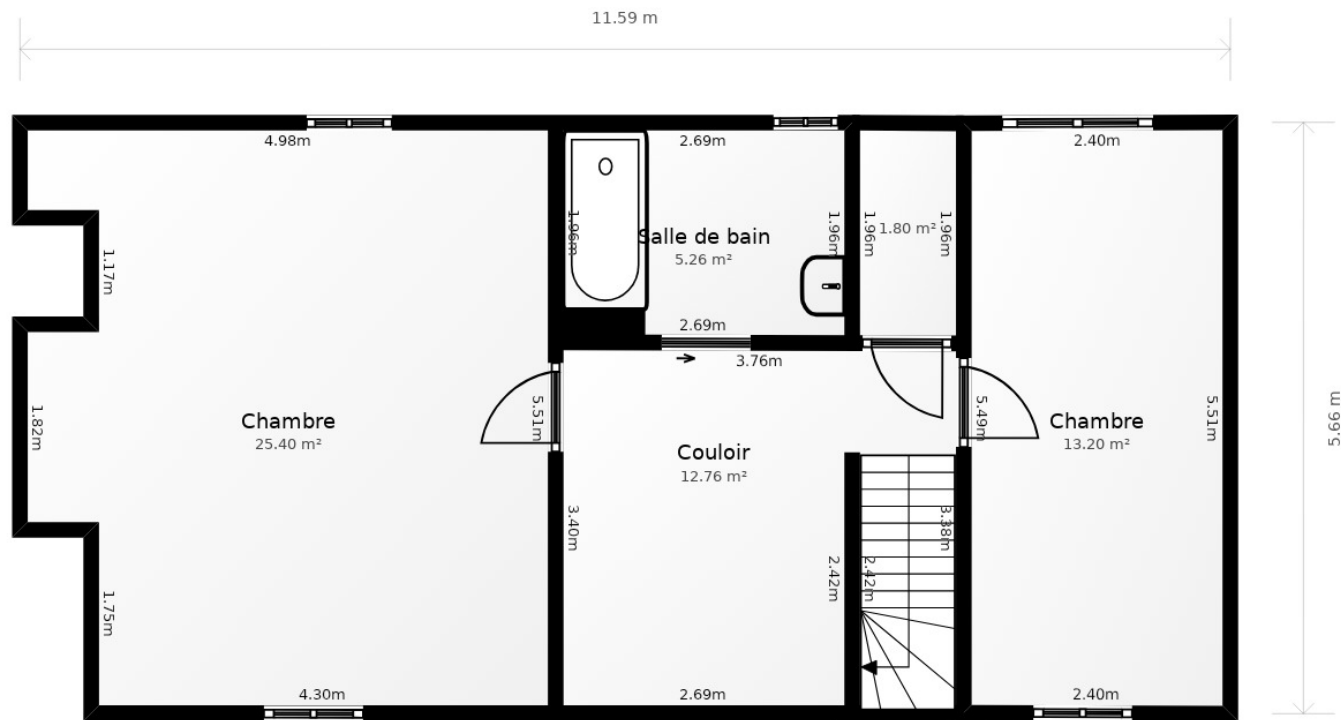 11.59 m
4.98m
2.69m
2.40m
1.96m
1.96m
1.96m
1.96m
1.80 m²
Salle de bain
5.26 m²
1.17m
2.69m
3.76m
5.66 m
1.82m
Chambre
25.40 m²
5.51m
5.49m
Chambre
13.20 m²
5.51m
Couloir
12.76 m²
3.40m
3.38m
1.75m
2.42m
2.42m
4.30m
2.69m
2.40m